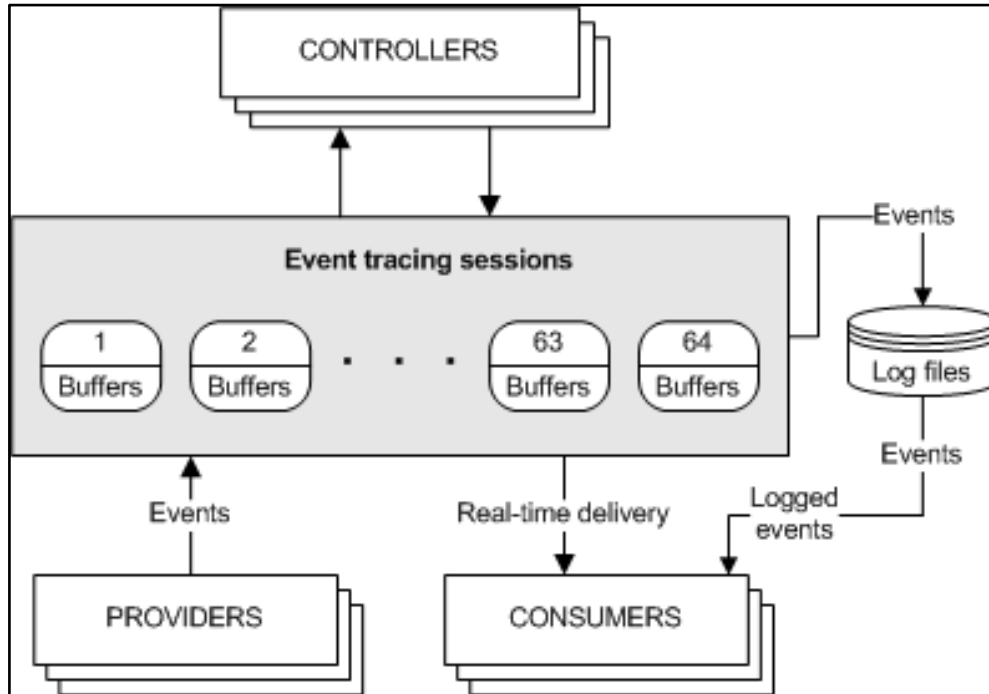 CONTROLLERS
Event tracing sessions
1
Buffers
2
Buffers
. . .
63
Buffers
64
Buffers
Events
Log files
Events
Events
Real-time delivery
Logged
events
PROVIDERS
CONSUMERS